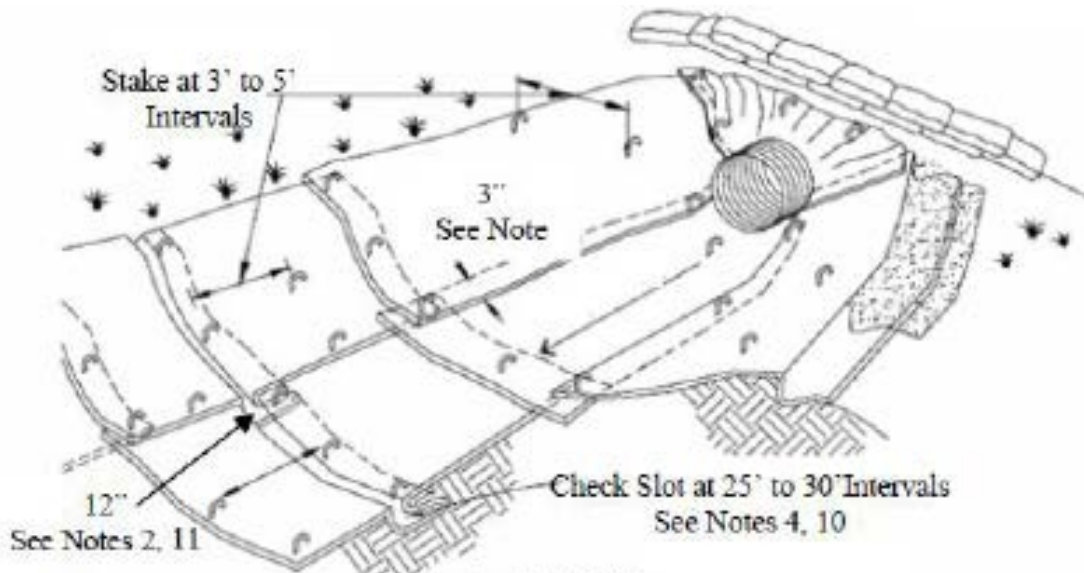 Stake at 3' to 5'
Intervals
3"
See Note
12"
See Notes 2, 11
Check Slot at 25' to 30' Intervals
See Notes 4, 10